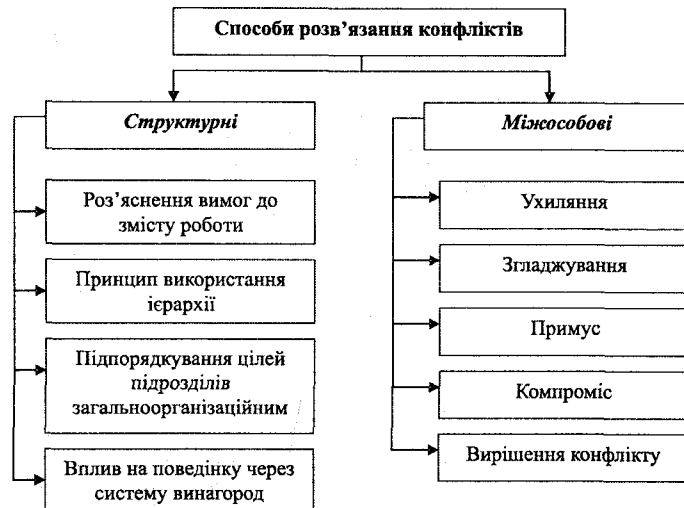 Способи розв’язання конфліктів
Структурні
Роз’яснення вимог до
змісту роботи
Принцип використання
ієрархії
Підпорядкування цілей
підрозділів
загальноорганізаційним
Вплив на поведінку через
систему винагород
Міжособові
Ухиляння
Згладжування
Примус
Компроміс
Вирішення конфлікту